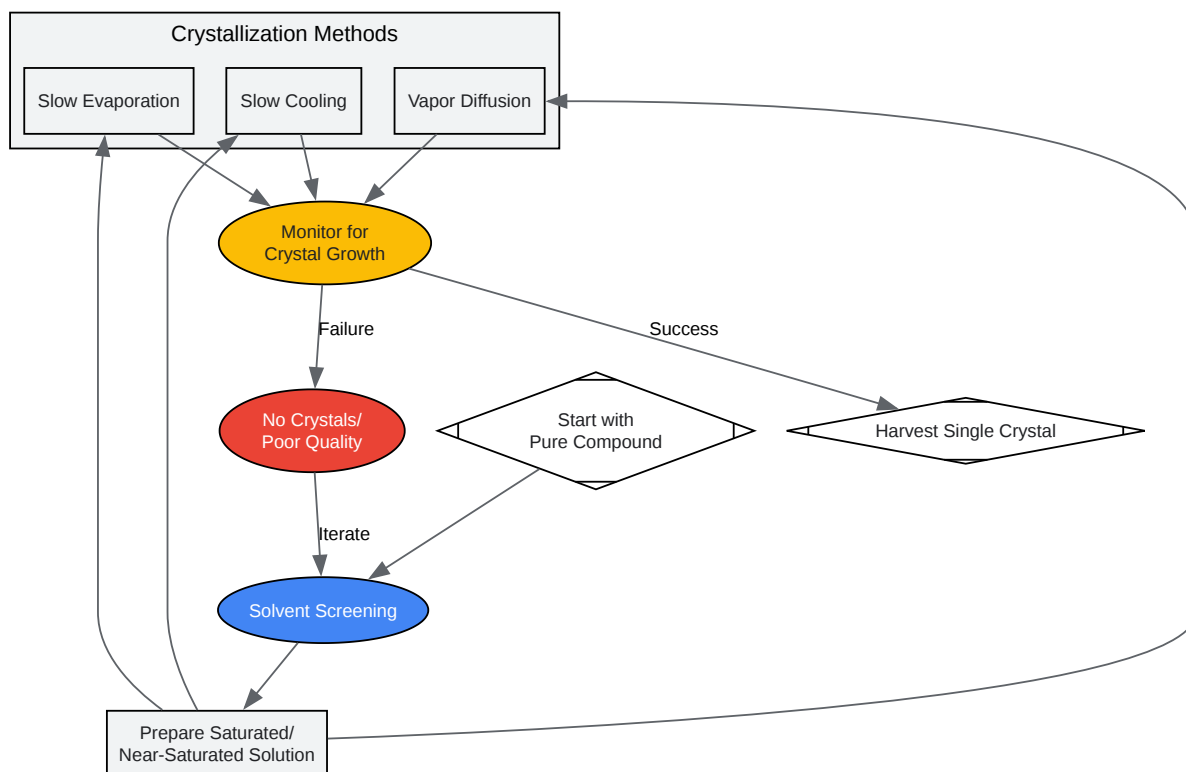 Crystallization Methods
Slow Evaporation
Slow Cooling
Vapor Diffusion
Monitor for
Crystal Growth
Failure
Success
No Crystals/
Poor Quality
Start with
Pure Compound
Harvest Single Crystal
Iterate
Solvent Screening
Prepare Saturated/
Near-Saturated Solution